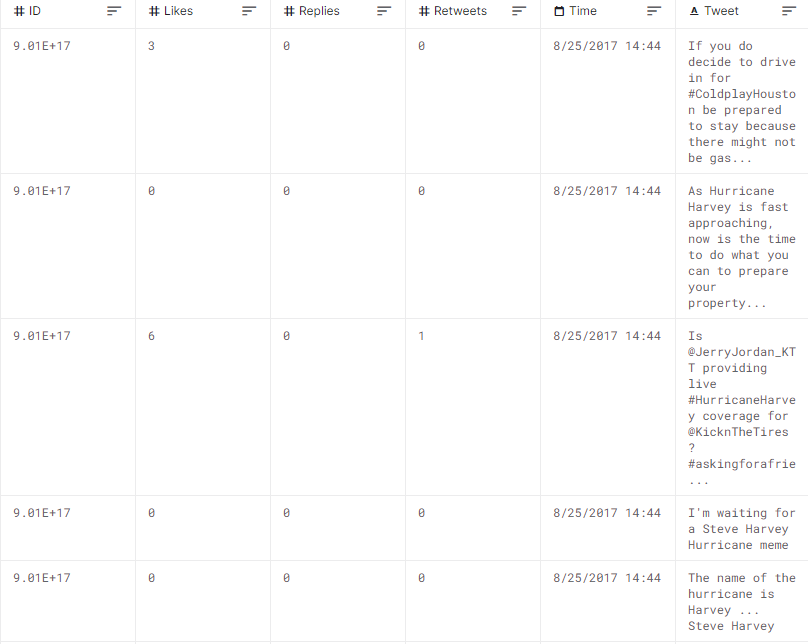 ID Likes Replies Retweets Time Tweet
9.01E+17 3 0 0 8/25/2017 14:44 If you do
decide to drive
in for
#ColdplayHousto
n be prepared
to stay because
there might not
be gas...
9.01E+17 0 0 0 8/25/2017 14:44 As Hurricane
Harvey is fast
approaching,
now is the time
to do what you
can to prepare
your
property...
9.01E+17 6 0 1 8/25/2017 14:44 Is
@JerryJordan_KT
T providing
live
#HurricaneHarve
y coverage for
@KicknTheTires
?
#askingforafrie
...
9.01E+17 0 0 0 8/25/2017 14:44 I'm waiting for
a Steve Harvey
Hurricane meme
9.01E+17 0 0 0 8/25/2017 14:44 The name of the
hurricane is
Harvey ...
Steve Harvey